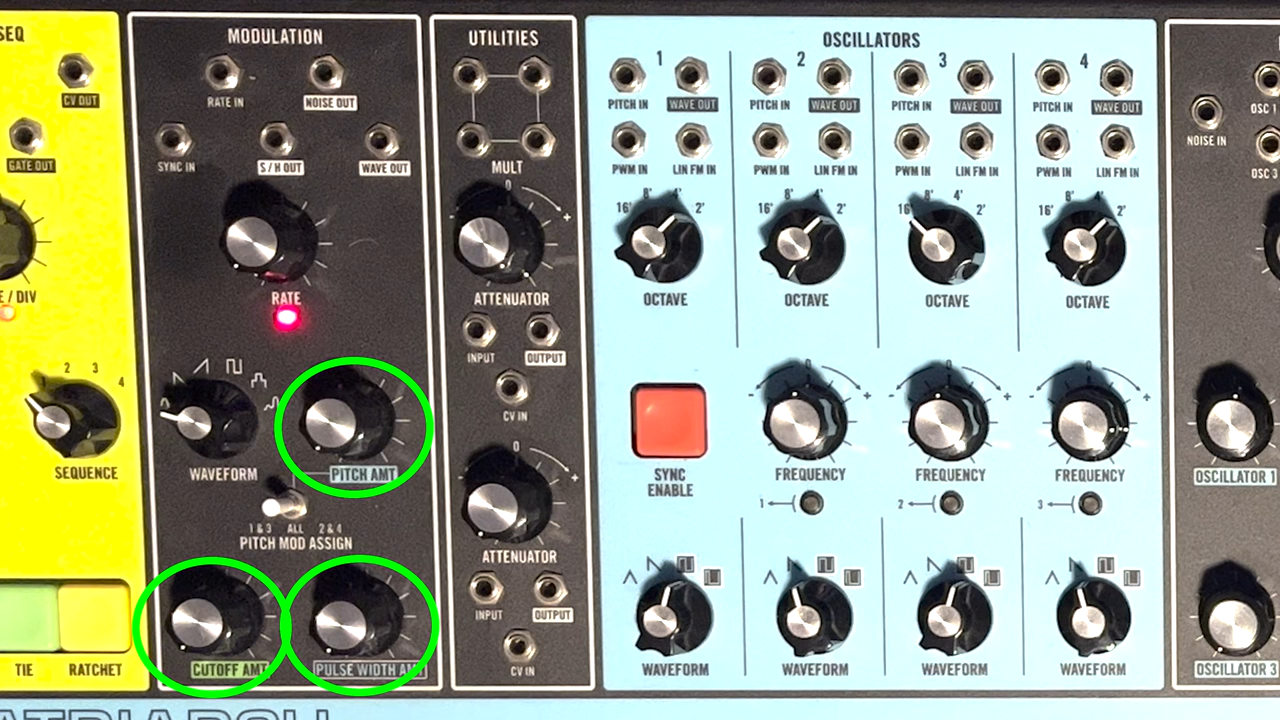 SEQ
CV OUT
GATE OUT
E / DIV
1 2 3 4
SEQUENCE
TIE
RATCHET
MODULATION
RATE IN
NOISE OUT
SYNC IN
S/H OUT
WAVE OUT
RATE
WAVEFORM
PITCH AMT
1 & 3 ALL 2 & 4
PITCH MOD ASSIGN
CUTOFF AMT
PULSE WIDTH AMT
UTILITIES
MULT
0
- +
ATTENUATOR
INPUT
OUTPUT
CV IN
0
+
ATTENUATOR
INPUT
OUTPUT
CV IN
OSCILLATORS
1
PITCH IN
WAVE OUT
PWM IN
LIN FM IN
16' 8' 4' 2'
OCTAVE
2
PITCH IN
WAVE OUT
PWM IN
LIN FM IN
16' 8' 4' 2'
OCTAVE
3
PITCH IN
WAVE OUT
PWM IN
LIN FM IN
16' 8' 4' 2'
OCTAVE
4
PITCH IN
WAVE OUT
PWM IN
LIN FM IN
16' 8' 4' 2'
OCTAVE
SYNC
ENABLE
- 0 +
FREQUENCY
1
- 0 +
FREQUENCY
2
- 0 +
FREQUENCY
3
WAVEFORM
WAVEFORM
WAVEFORM
WAVEFORM
NOISE IN
OSC 1
OSC 3
OSCILLATOR 1
OSCILLATOR 3